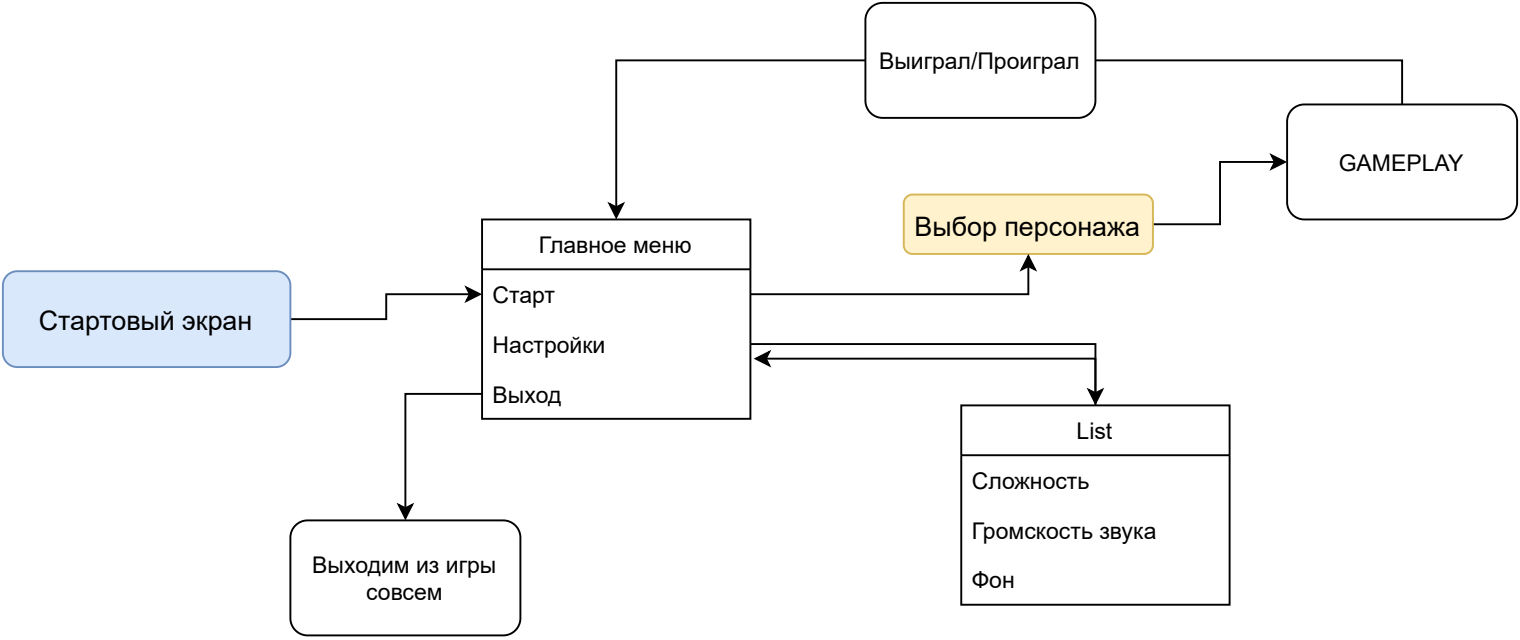 Выиграл/Проиграл
GAMEPLAY
Выбор персонажа
Главное меню
Старт
Настройки
Выход
Стартовый экран
List
Сложность
Громскость звука
Фон
Выходим из игры
совсем